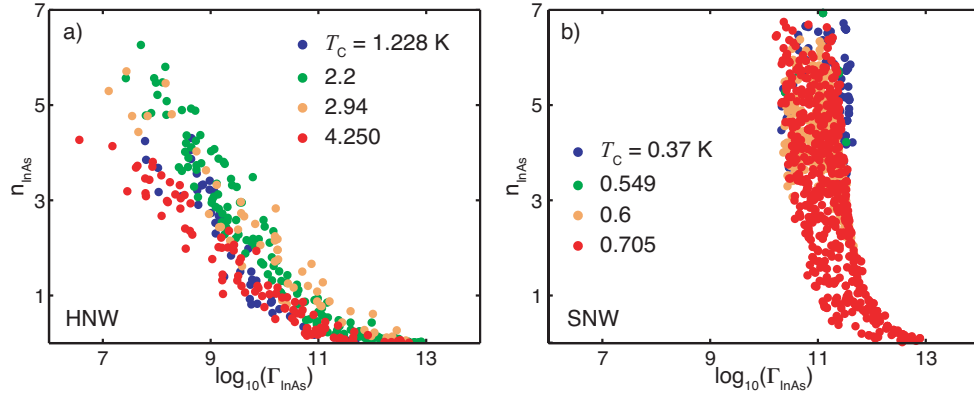 a)
T_C = 1.228 K
2.2
2.94
4.250
7
5
3
1
n_InAs
HNW
7 9 11 13
log₁₀(Γ_InAs)
b)
T_C = 0.37 K
0.549
0.6
0.705
7
5
3
1
n_InAs
SNW
7 9 11 13
log₁₀(Γ_InAs)